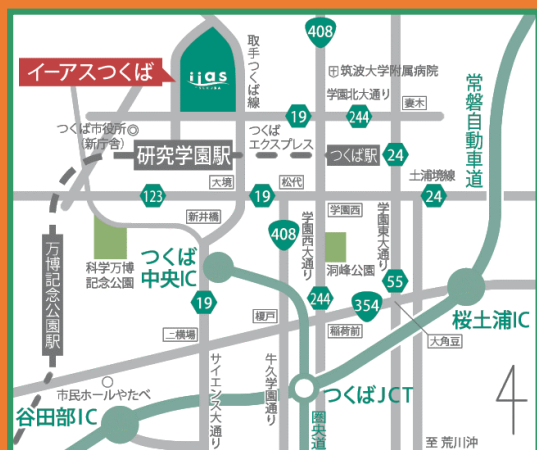 408
取手つくば線
iias
イーアスつくば
筑波大学附属病院
学園北大通り
妻木
常磐自動車道
19
244
つくば市役所◎
(新庁舎)
つくば
エクスプレス
研究学園駅
つくば駅
24
土浦境線
大境
松代
123
19
24
新井橋
学園西
408
学園西大通り
学園東大通り
つくば
中央IC
科学万博
記念公園
洞峰公園
万博記念公園駅
55
19
244
354
桜土浦IC
榎戸
稲荷前
大角豆
二横場
サイエンス大通り
牛久学園通り
市民ホールやたべ
つくばJCT
谷田部IC
圏央道
至 荒川沖
4